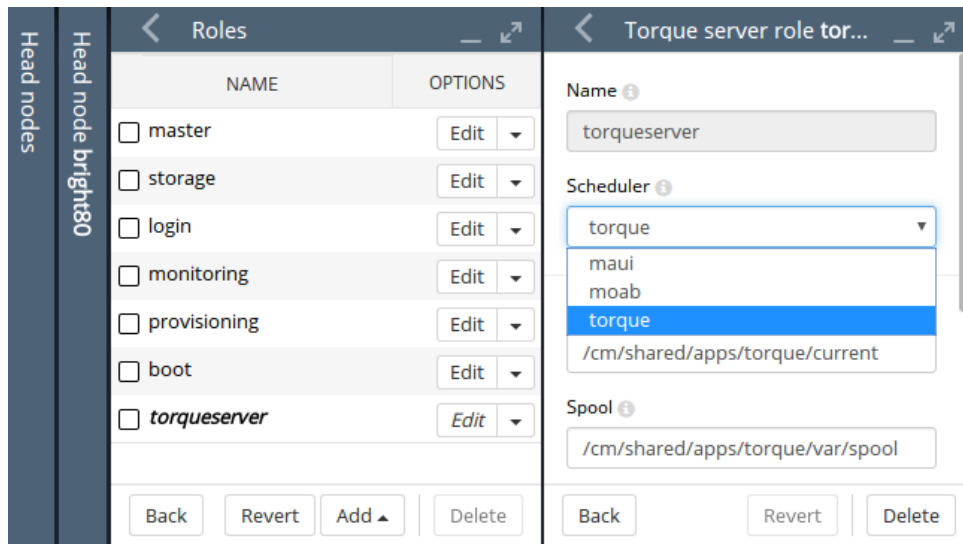 Head nodes
Head node bright80
Roles
NAME OPTIONS
master Edit
storage Edit
login Edit
monitoring Edit
provisioning Edit
boot Edit
torqueserver Edit
Back Revert Add Delete
Torque server role tor...
Name
torqueserver
Scheduler
torque
maui
moab
torque
/cm/shared/apps/torque/current
Spool
/cm/shared/apps/torque/var/spool
Back Revert Delete